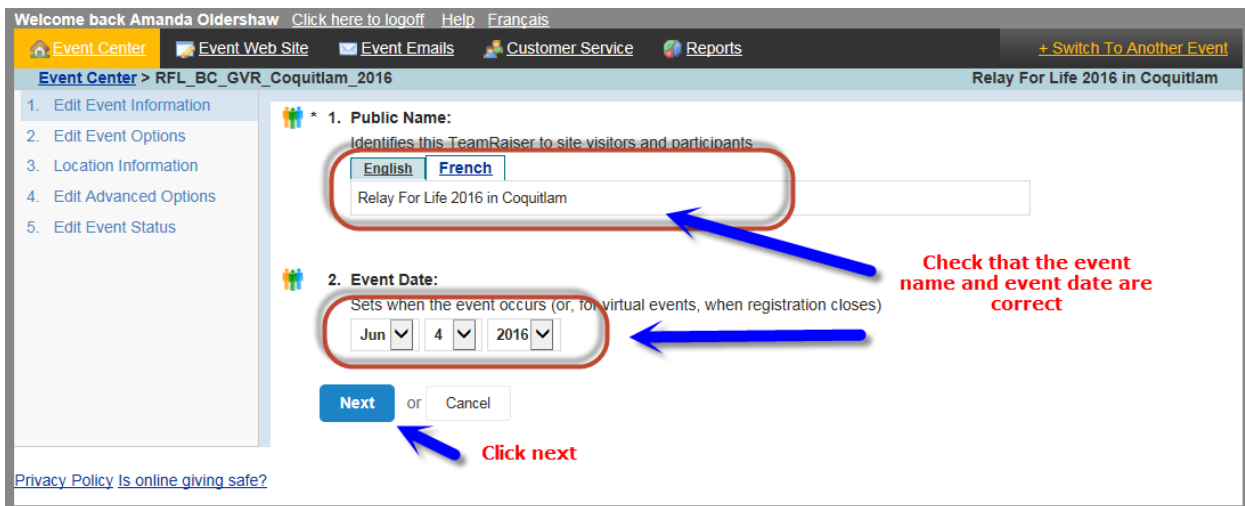 Welcome back Amanda Oldershaw Click here to logoff Help Français
Event Center Event Web Site Event Emails Customer Service Reports + Switch To Another Event
Event Center > RFL_BC_GVR_Coquitlam_2016 Relay For Life 2016 in Coquitlam
1. Edit Event Information
2. Edit Event Options
3. Location Information
4. Edit Advanced Options
5. Edit Event Status
* 1. Public Name:
Identifies this TeamRaiser to site visitors and participants
English French
Relay For Life 2016 in Coquitlam
Check that the event
name and event date are
correct
2. Event Date:
Sets when the event occurs (or, for virtual events, when registration closes)
Jun 4 2016
Next or Cancel
Click next
Privacy Policy Is online giving safe?